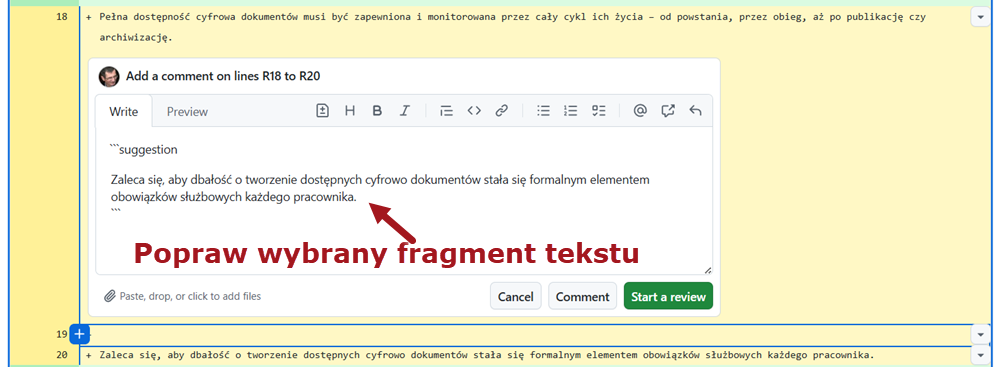 18 + Pełna dostępność cyfrowa dokumentów musi być zapewniona i monitorowana przez cały cykl ich życia – od powstania, przez obieg, aż po publikację czy
archiwizację.
Add a comment on lines R18 to R20
Write Preview
```suggestion
Zaleca się, aby dbałość o tworzenie dostępnych cyfrowo dokumentów stała się formalnym elementem
obowiązków służbowych każdego pracownika.
```
Popraw wybrany fragment tekstu
Paste, drop, or click to add files
Cancel Comment Start a review
19 +
20 + Zaleca się, aby dbałość o tworzenie dostępnych cyfrowo dokumentów stała się formalnym elementem obowiązków służbowych każdego pracownika.